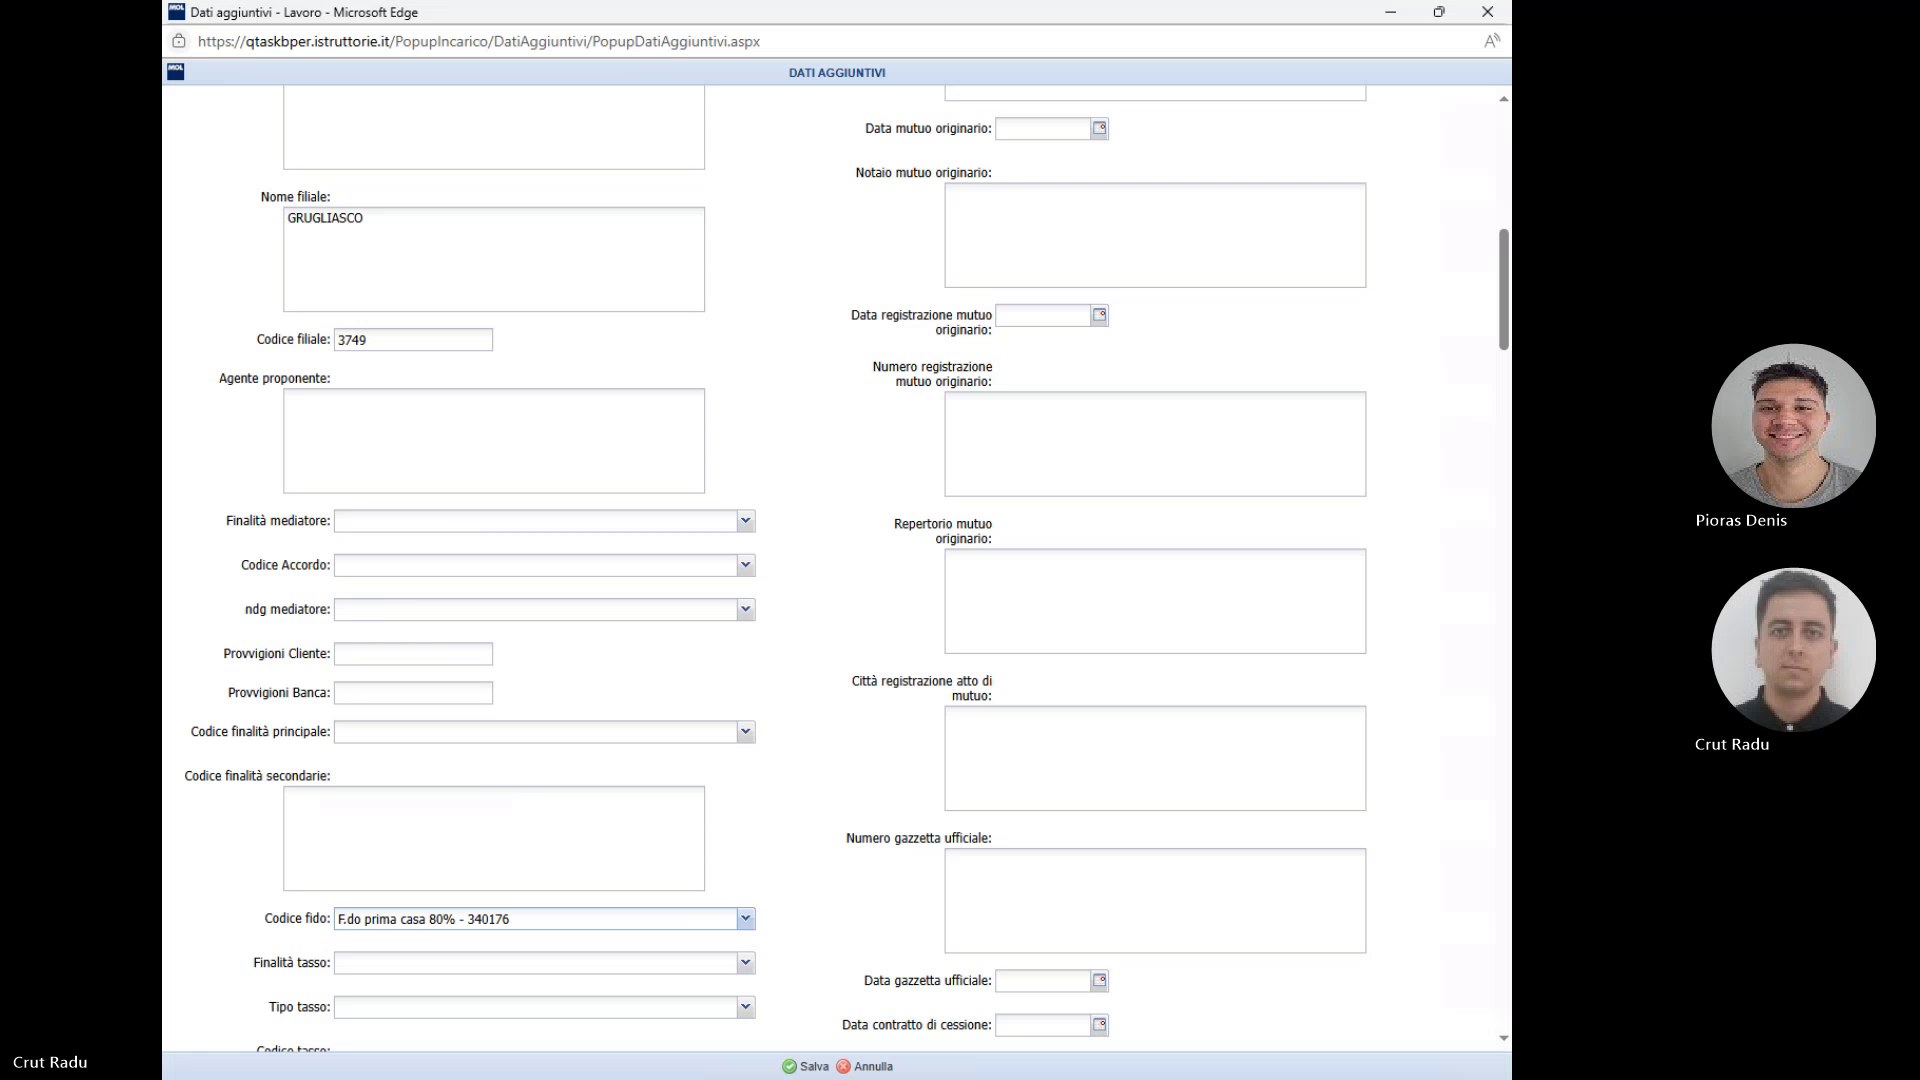 MOL
Dati aggiuntivi - Lavoro - Microsoft Edge
https://qtaskbper.istruttorie.it/PopupIncarico/DatiAggiuntivi/PopupDatiAggiuntivi.aspx
MOL
DATI AGGIUNTIVI
Nome filiale:
GRUGLIASCO
Codice filiale: 3749
Agente proponente:
Finalità mediatore:
Codice Accordo:
ndg mediatore:
Provvigioni Cliente:
Provvigioni Banca:
Codice finalità principale:
Codice finalità secondarie:
Codice fido: F.do prima casa 80% - 340176
Finalità tasso:
Tipo tasso:
Codice tasso:
Data mutuo originario:
Notaio mutuo originario:
Data registrazione mutuo
originario:
Numero registrazione
mutuo originario:
Repertorio mutuo
originario:
Città registrazione atto di
mutuo:
Numero gazzetta ufficiale:
Data gazzetta ufficiale:
Data contratto di cessione:
Salva Annulla
Pioras Denis
Crut Radu
Crut Radu